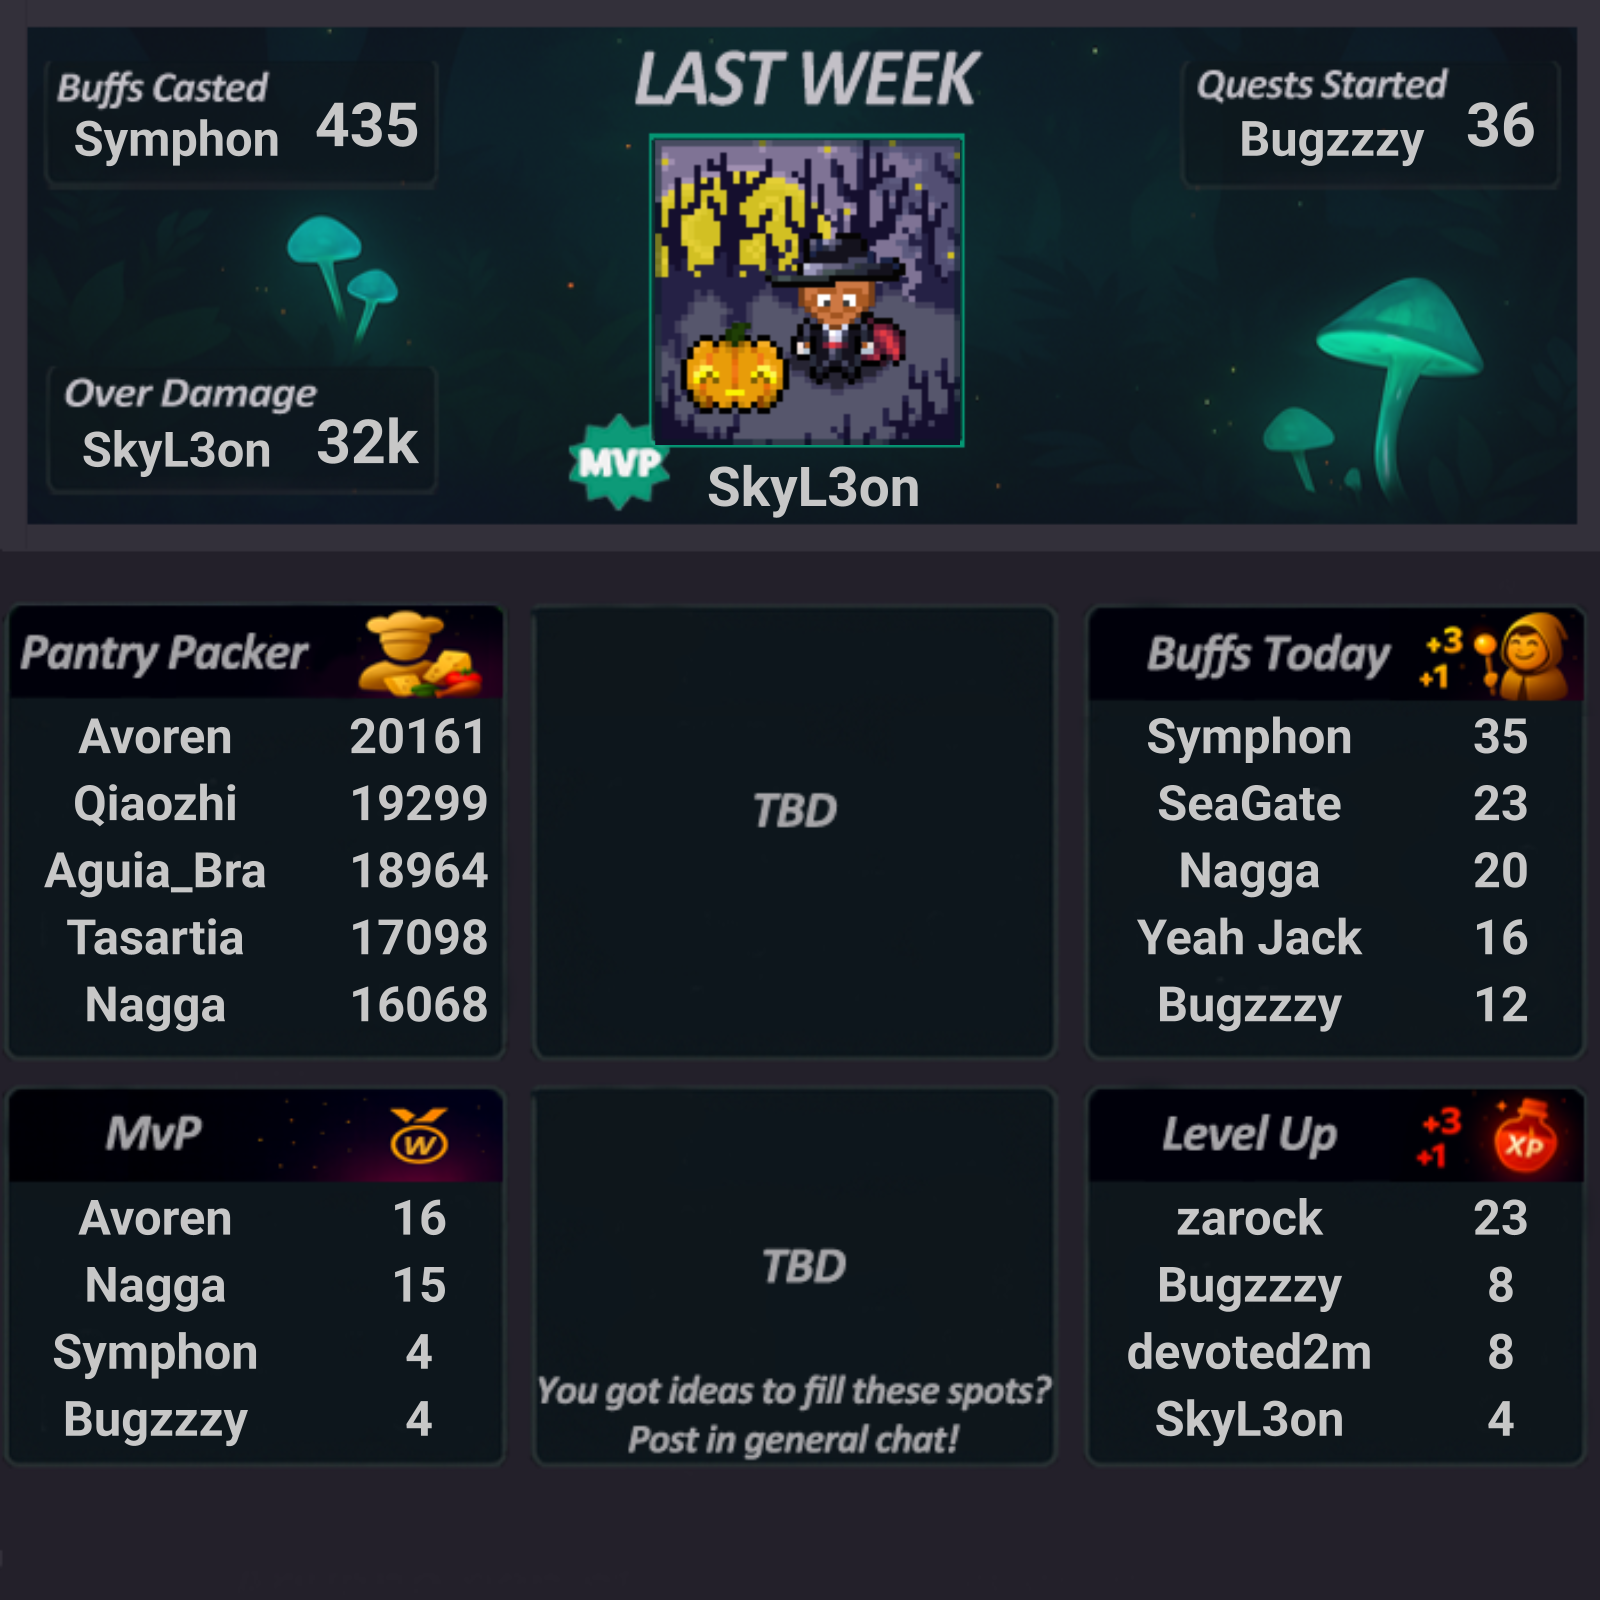 LAST WEEK
Buffs Casted
Symphon 435
Quests Started
Bugzzzy 36
Over Damage
SkyL3on 32k
MVP
SkyL3on
Pantry Packer
Avoren 20161
Qiaozhi 19299
Aguia_Bra 18964
Tasartia 17098
Nagga 16068
TBD
Buffs Today +3 +1
Symphon 35
SeaGate 23
Nagga 20
Yeah Jack 16
Bugzzzy 12
MvP W
Avoren 16
Nagga 15
Symphon 4
Bugzzzy 4
TBD
You got ideas to fill these spots?
Post in general chat!
Level Up +3 +1 XP
zarock 23
Bugzzzy 8
devoted2m 8
SkyL3on 4